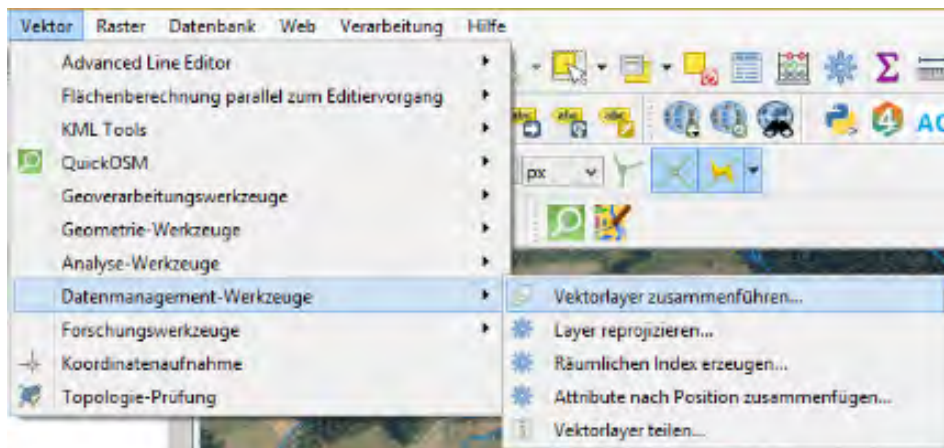 Vektor Raster Datenbank Web Verarbeitung Hilfe
Advanced Line Editor
Flächenberechnung parallel zum Editiervorgang
KML Tools
QuickOSM
px
Geoverarbeitungswerkzeuge
Geometrie-Werkzeuge
Analyse-Werkzeuge
Datenmanagement-Werkzeuge
Vektorlayer zusammenführen...
Forschungswerkzeuge
Layer reprojizieren...
Koordinatenaufnahme
Räumlichen Index erzeugen...
Topologie-Prüfung
Attribute nach Position zusammenfügen...
Vektorlayer teilen...